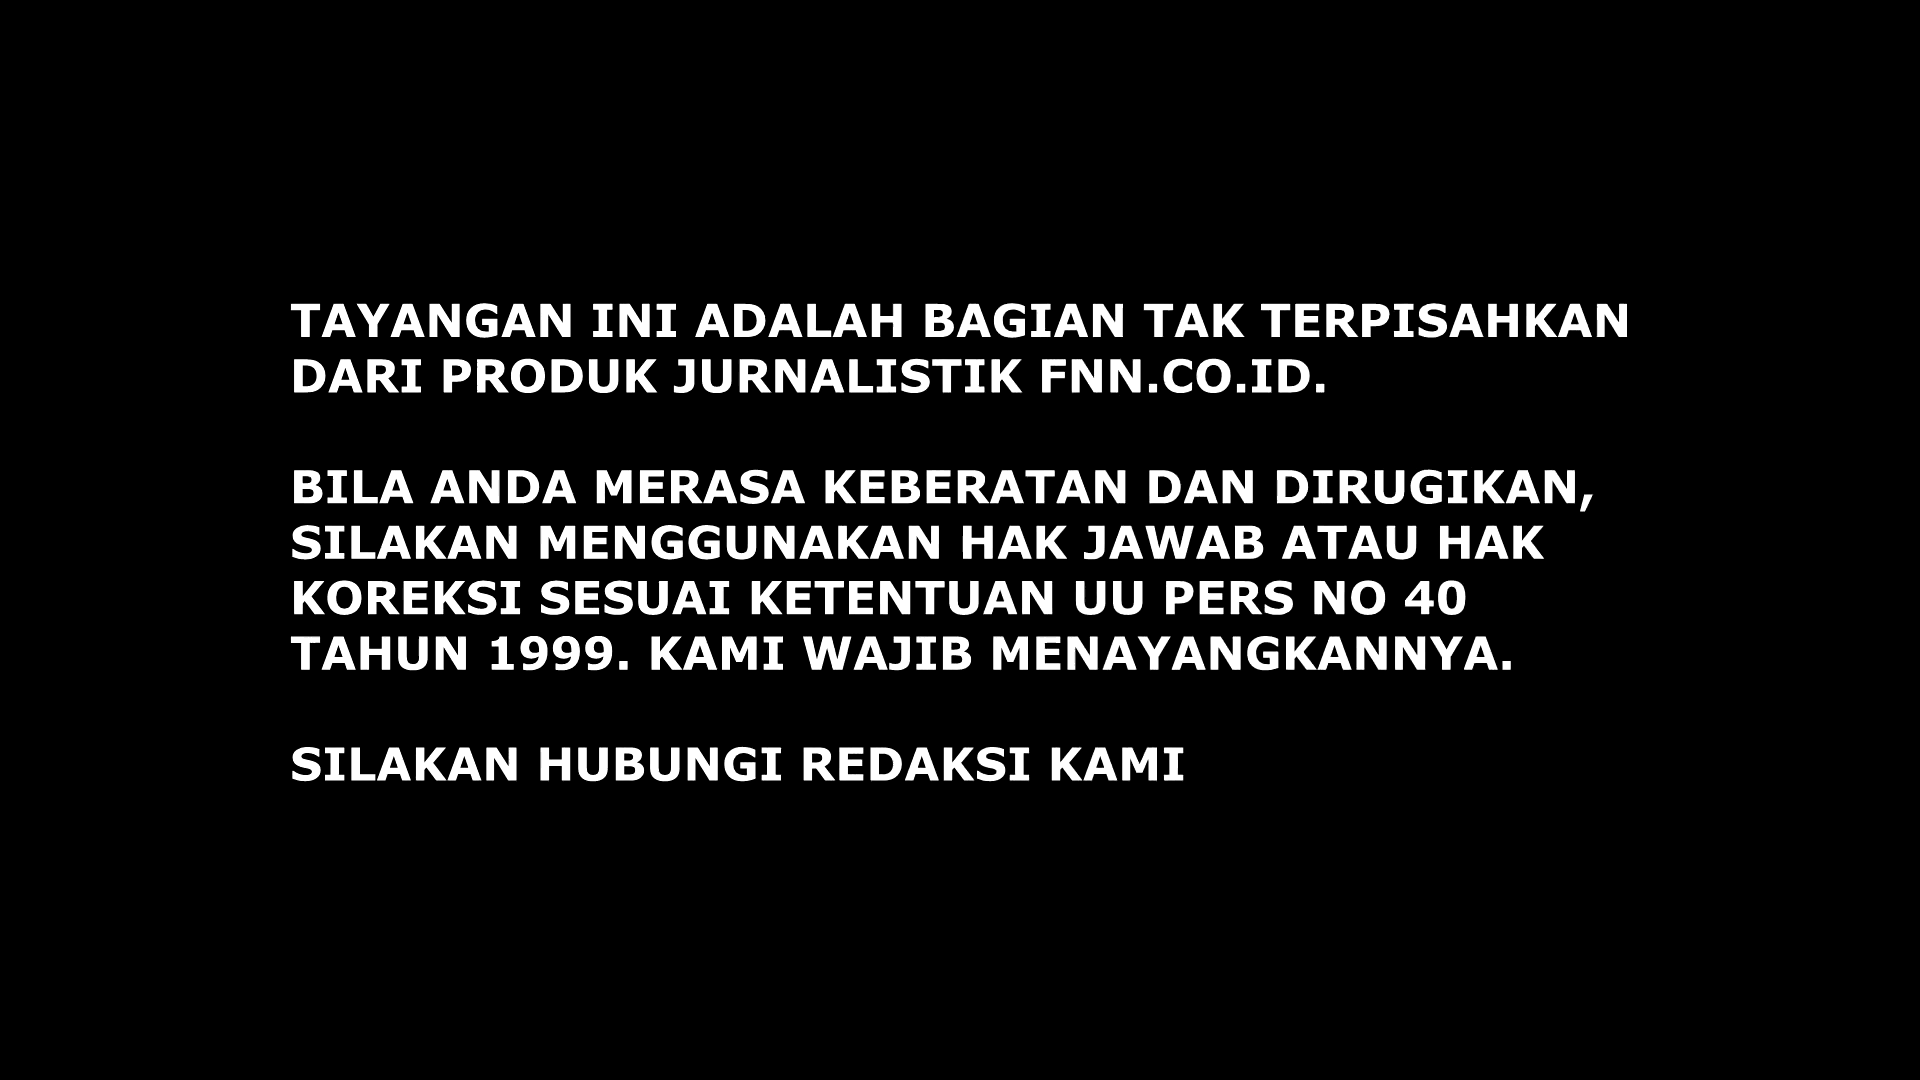 TAYANGAN INI ADALAH BAGIAN TAK TERPISAHKAN
DARI PRODUK JURNALISTIK FNN.CO.ID.
BILA ANDA MERASA KEBERATAN DAN DIRUGIKAN,
SILAKAN MENGGUNAKAN HAK JAWAB ATAU HAK
KOREKSI SESUAI KETENTUAN UU PERS NO 40
TAHUN 1999. KAMI WAJIB MENAYANGKANNYA.
SILAKAN HUBUNGI REDAKSI KAMI